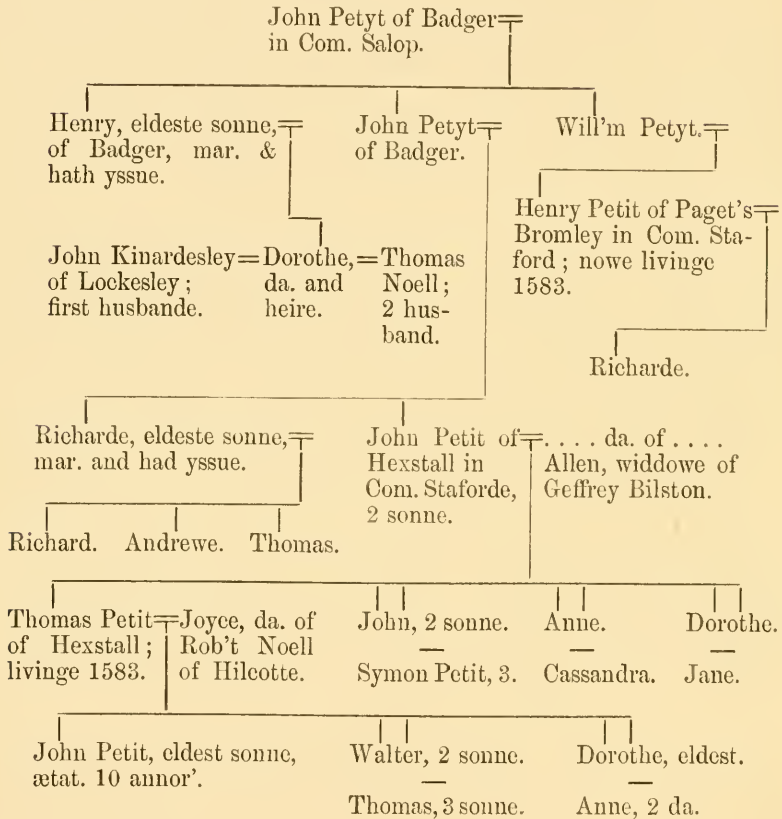 John Petyt of Badger
in Com. Salop.
Henry, eldeste sonne,
of Badger, mar. &
hath yssue.
John Petyt
of Badger.
Will'm Petyt.
Henry Petit of Paget's
Bromley in Com. Sta-
ford; nowe livinge
1583.
John Kinardesley
of Lockesley;
first husbande.
Dorothe,
da. and
heire.
Thomas
Noell;
2 hus-
band.
Richarde.
Richarde, eldeste sonne,
mar. and had yssue.
John Petit of
Hexstall in
Com. Staforde,
2 sonne.
. . . . da. of . . . .
Allen, widdowe of
Geffrey Bilston.
Richard. Andrewe. Thomas.
Thomas Petit
of Hexstall;
livinge 1583.
Joyce, da. of
Rob't Noell
of Hilcotte.
John, 2 sonne.
Symon Petit, 3.
Anne.
Cassandra.
Dorothe.
Jane.
John Petit, eldest sonne,
ætat. 10 annor'.
Walter, 2 sonne.
Thomas, 3 sonne.
Dorothe, eldest.
Anne, 2 da.